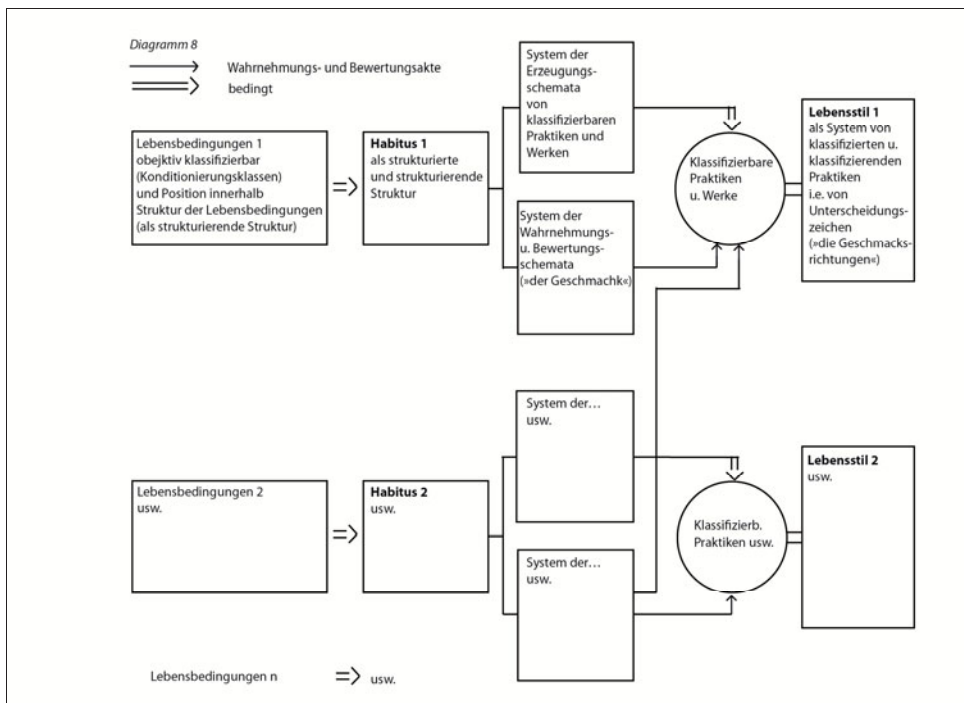 Diagramm 8
Wahrnehmungs- und Bewertungsakte
bedingt
Lebensbedingungen 1
obejktiv klassifizierbar
(Konditionierungsklassen)
und Position innerhalb
Struktur der Lebensbedingungen
(als strukturierende Struktur)
Habitus 1
als strukturierte
und strukturierende
Struktur
System der
Erzeugungs-
schemata
von
klassifizierbaren
Praktiken und
Werken
System der
Wahrnehmungs-
u. Bewertungs-
schemata
(»der Geschmachk«)
Klassifizierbare
Praktiken
u. Werke
Lebensstil 1
als System von
klassifizierten u.
klassifizierenden
Praktiken
i.e. von
Unterscheidungs-
zeichen
(»die Geschmacks-
richtungen«)
Lebensbedingungen 2
usw.
Habitus 2
usw.
System der...
usw.
System der...
usw.
Klassifizierb.
Praktiken usw.
Lebensstil 2
usw.
Lebensbedingungen n
usw.